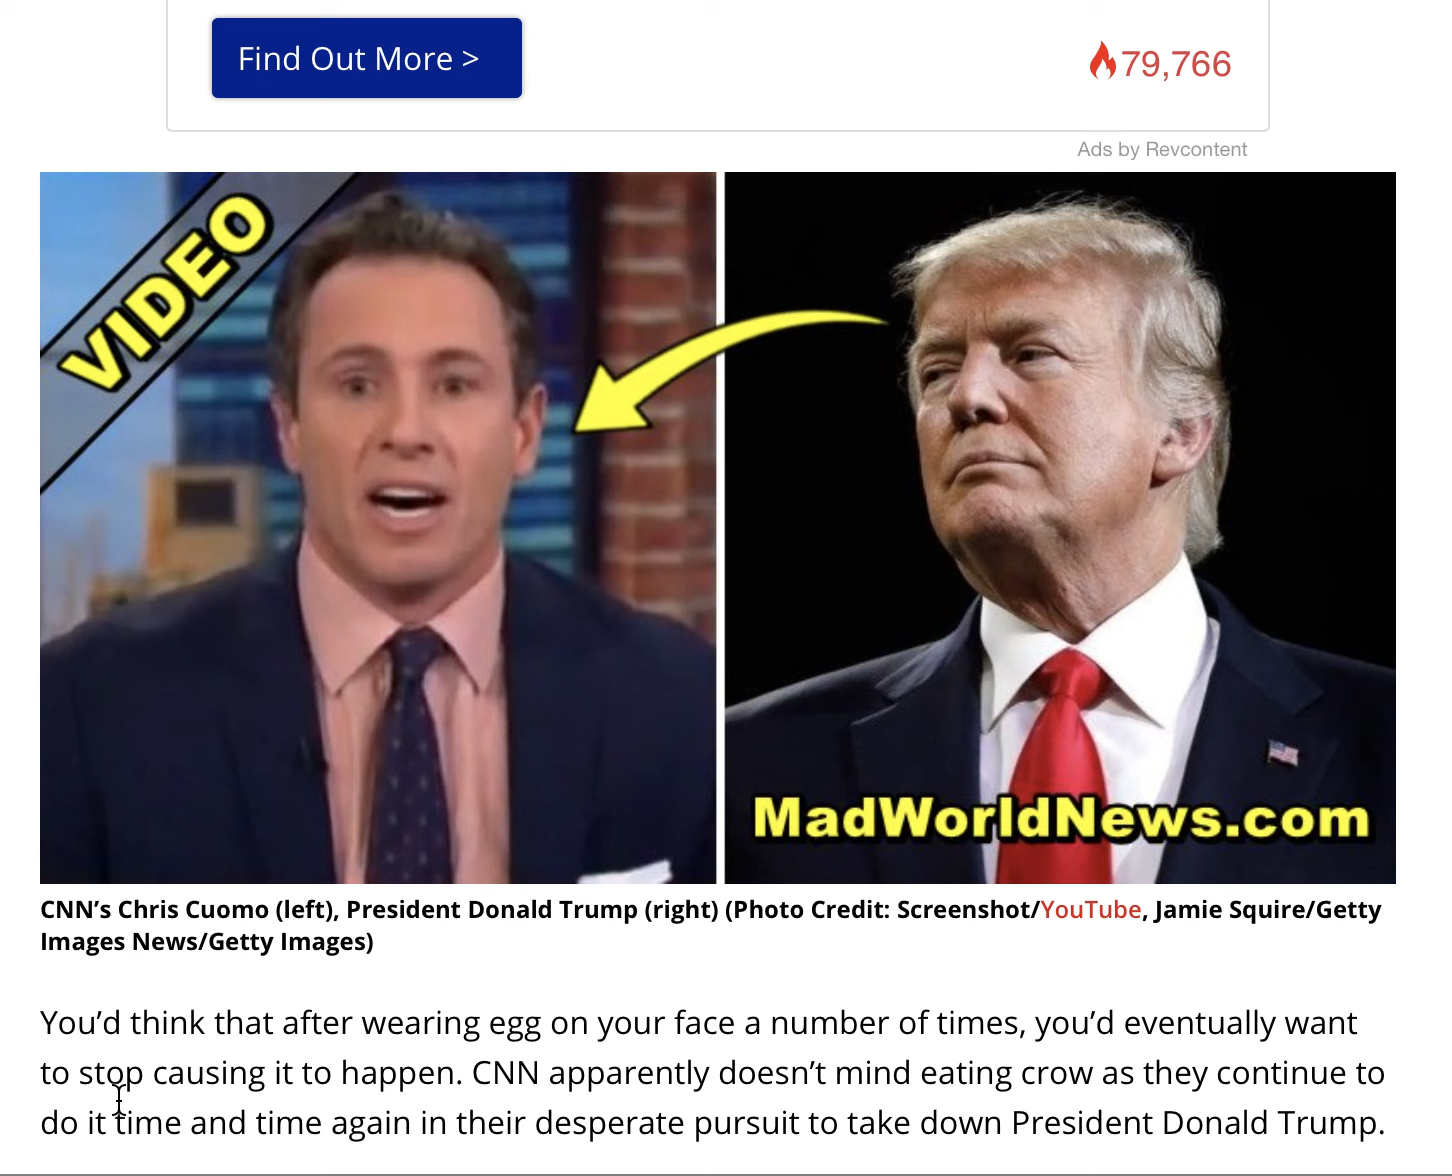 Find Out More >
79,766
Ads by Revcontent
VIDEO
MadWorldNews.com
CNN’s Chris Cuomo (left), President Donald Trump (right) (Photo Credit: Screenshot/YouTube, Jamie Squire/Getty
Images News/Getty Images)
You’d think that after wearing egg on your face a number of times, you’d eventually want
to stop causing it to happen. CNN apparently doesn’t mind eating crow as they continue to
do it time and time again in their desperate pursuit to take down President Donald Trump.